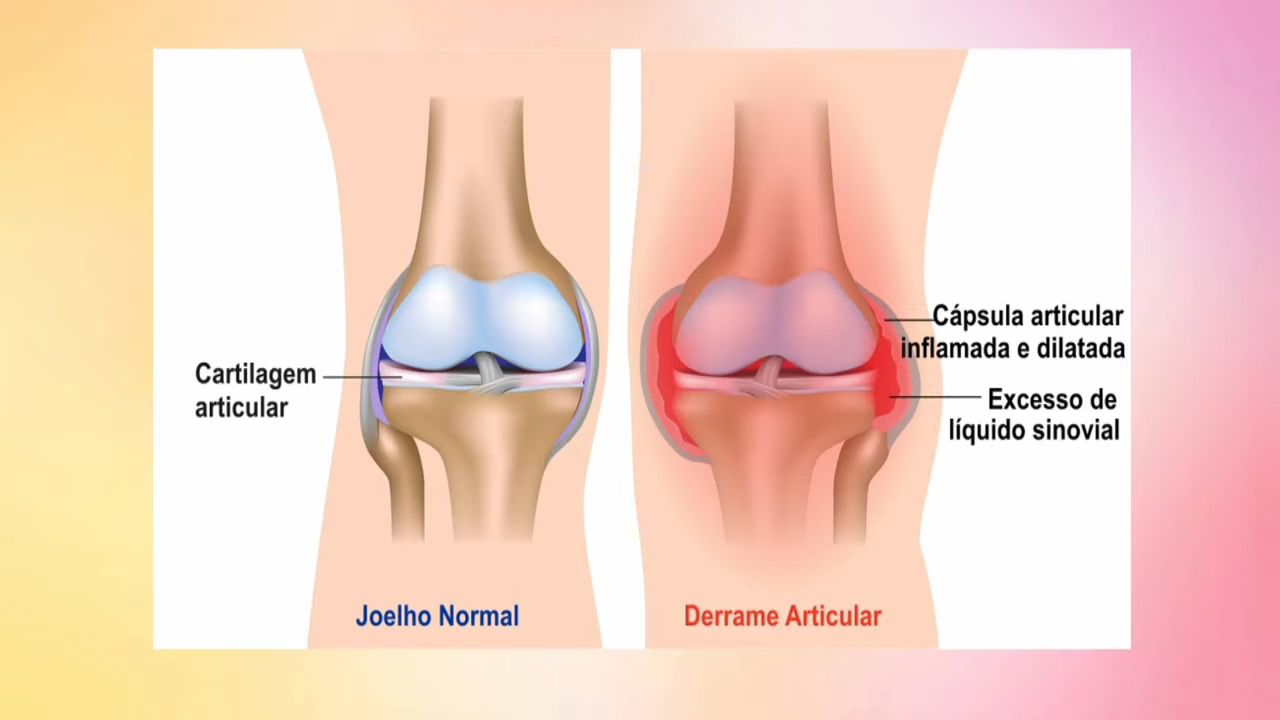 Cartilagem
articular
Joelho Normal
Cápsula articular
inflamada e dilatada
Excesso de
líquido sinovial
Derrame Articular